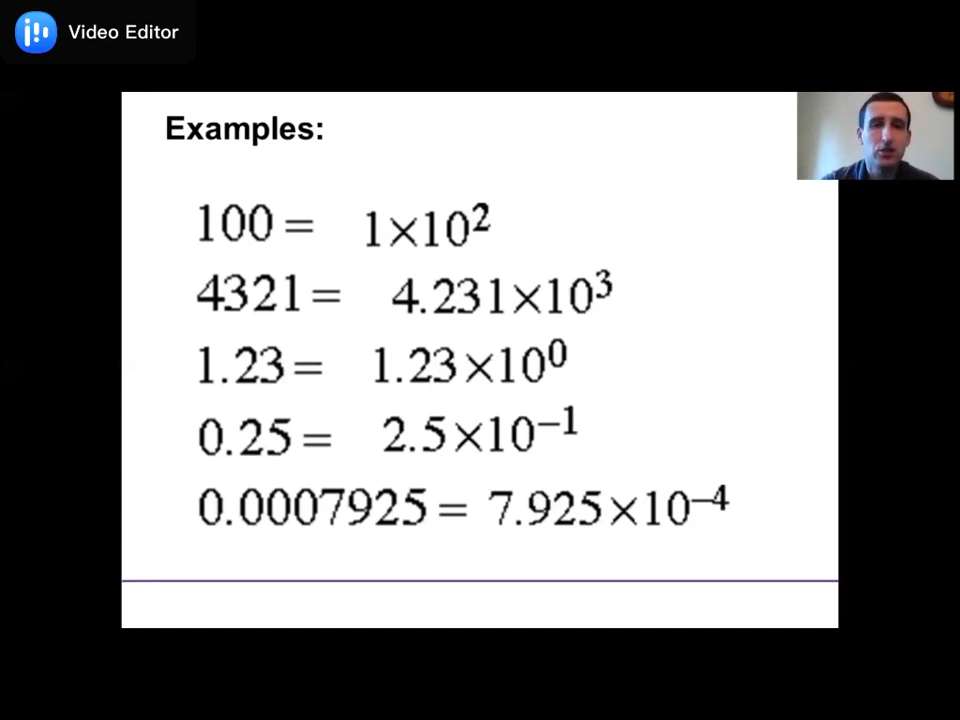 Video Editor
Examples:
100 = 1×10²
4321 = 4.231×10³
1.23 = 1.23×10⁰
0.25 = 2.5×10⁻¹
0.0007925 = 7.925×10⁻⁴